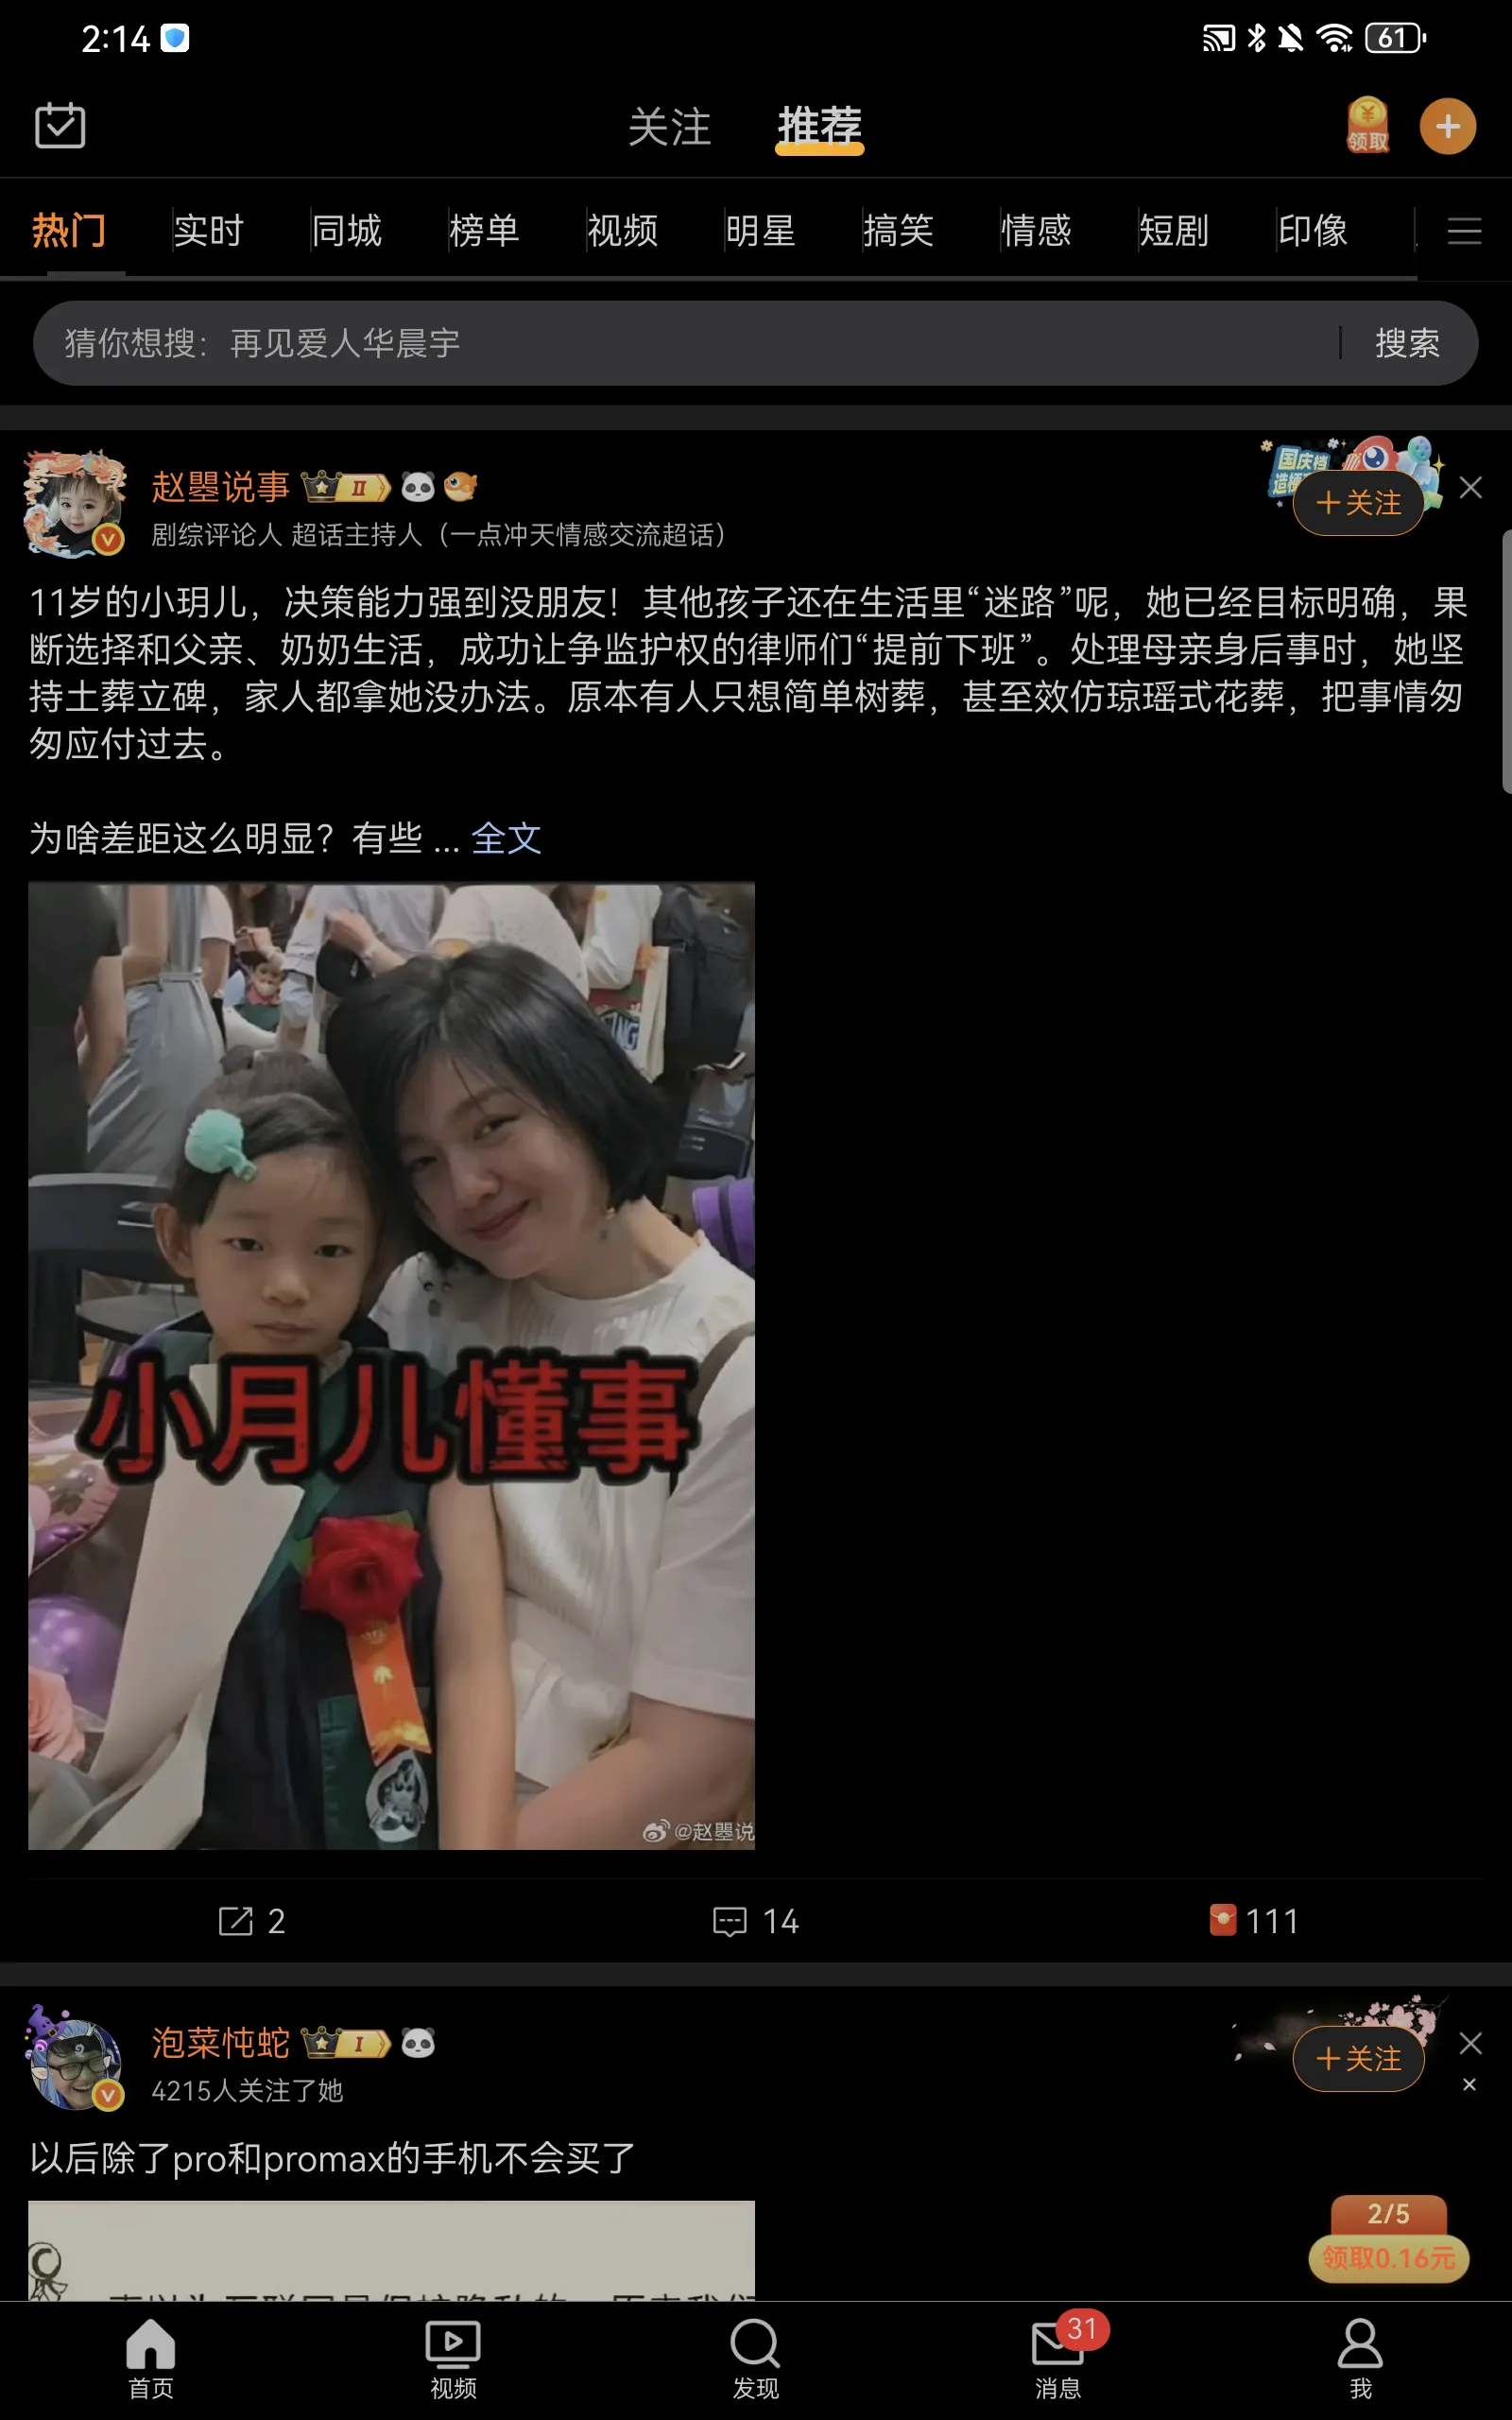 2:14
61
关注
推荐
领取
热门
实时
同城
榜单
视频
明星
搞笑
情感
短剧
印像
猜你想搜：再见爱人华晨宇
搜索
赵曌说事
II
国庆档
剧综评论人 超话主持人（一点冲天情感交流超话）
+关注
11岁的小玥儿，决策能力强到没朋友！其他孩子还在生活里“迷路”呢，她已经目标明确，果
断选择和父亲、奶奶生活，成功让争监护权的律师们“提前下班”。处理母亲身后事时，她坚
持土葬立碑，家人都拿她没办法。原本有人只想简单树葬，甚至效仿琼瑶式花葬，把事情匆
匆应付过去。
为啥差距这么明显？有些 ... 全文
小月儿懂事
@赵曌说
2
14
111
泡菜炖蛇
I
4215人关注了她
+关注
以后除了pro和promax的手机不会买了
2/5
领取0.16元
首页
视频
发现
31
消息
我